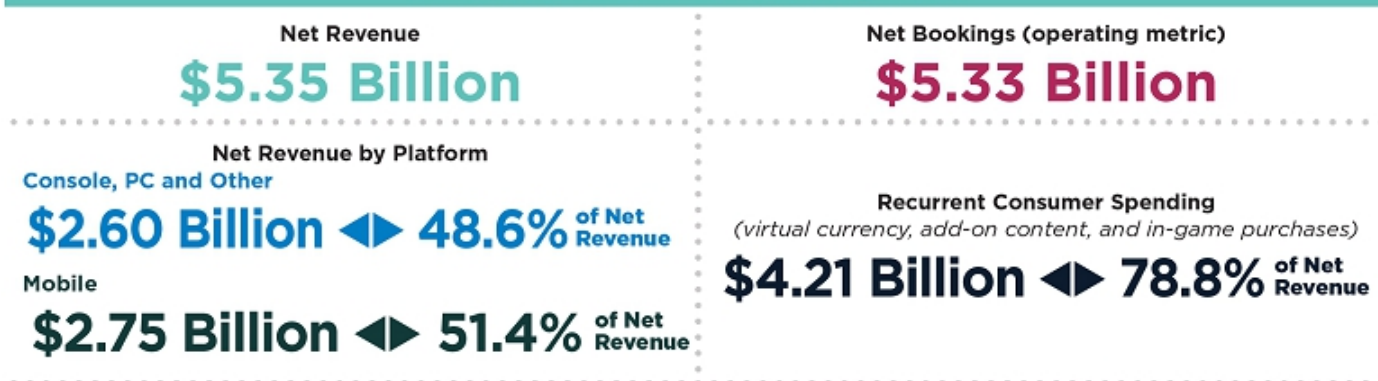 Net Revenue
$5.35 Billion
Net Bookings (operating metric)
$5.33 Billion
Net Revenue by Platform
Console, PC and Other
$2.60 Billion 48.6% of Net
Revenue
Mobile
$2.75 Billion 51.4% of Net
Revenue
Recurrent Consumer Spending
(virtual currency, add-on content, and in-game purchases)
$4.21 Billion 78.8% of Net
Revenue